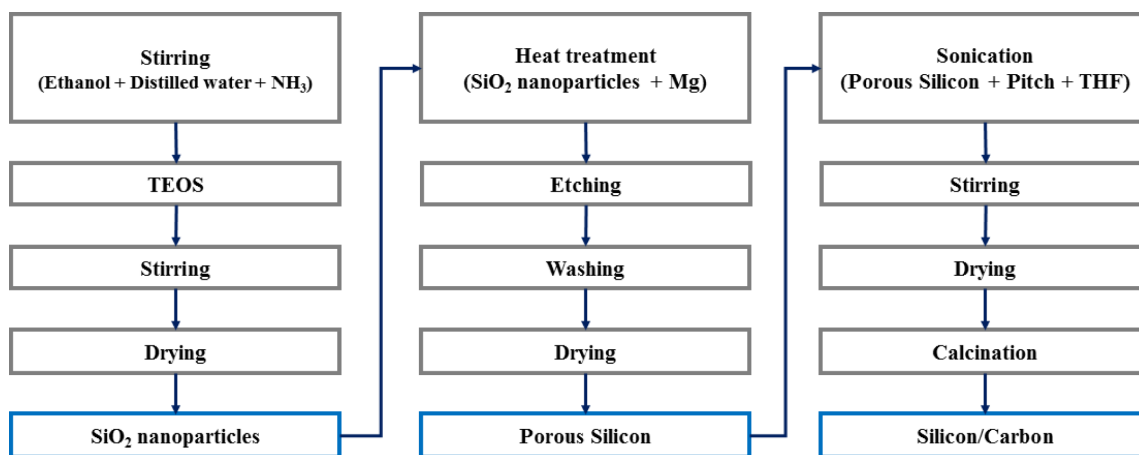 Stirring
(Ethanol + Distilled water + NH₃)
TEOS
Stirring
Drying
SiO₂ nanoparticles
Heat treatment
(SiO₂ nanoparticles + Mg)
Etching
Washing
Drying
Porous Silicon
Sonication
(Porous Silicon + Pitch + THF)
Stirring
Drying
Calcination
Silicon/Carbon